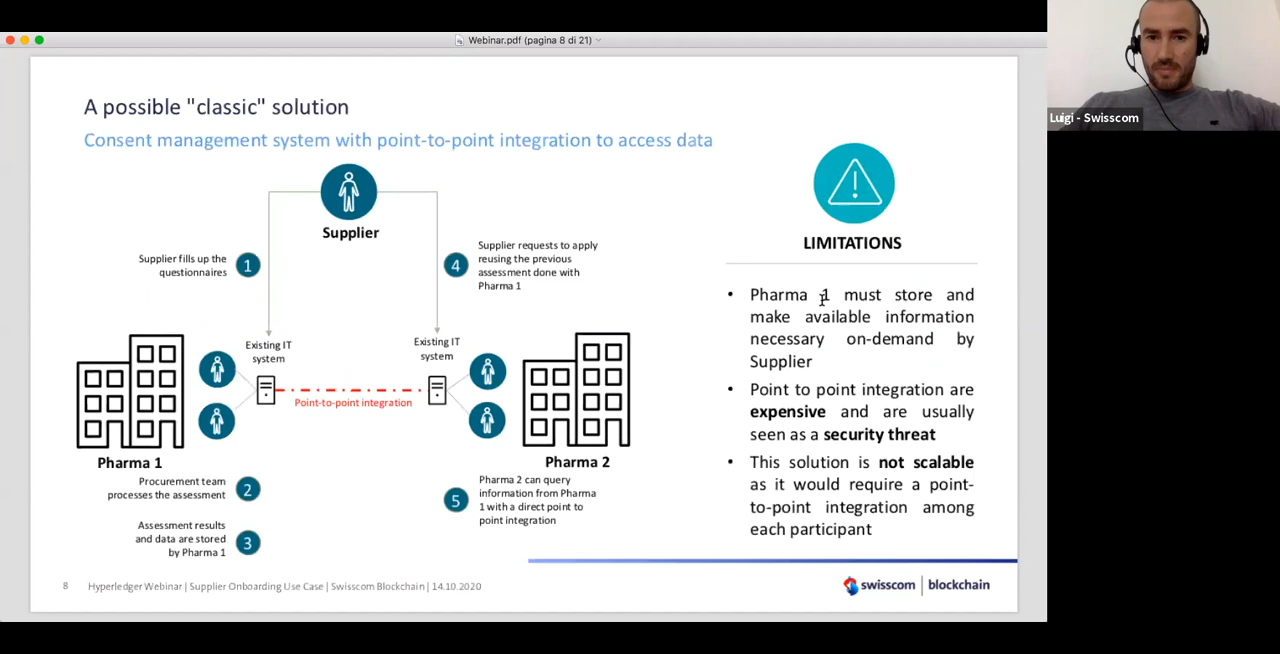 Webinar.pdf (pagina 8 di 21)
Luigi - Swisscom
A possible "classic" solution
Consent management system with point-to-point integration to access data
Supplier
Supplier fills up the
questionnaires
1
4
Supplier requests to apply
reusing the previous
assessment done with
Pharma 1
Existing IT
system
Existing IT
system
Point-to-point integration
Pharma 1
Pharma 2
Procurement team
processes the assessment
2
Assessment results
and data are stored
by Pharma 1
3
5
Pharma 2 can query
information from Pharma
1 with a direct point to
point integration
LIMITATIONS
• Pharma 1 must store and
make available information
necessary on-demand by
Supplier
• Point to point integration are
expensive and are usually
seen as a security threat
• This solution is not scalable
as it would require a point-
to-point integration among
each participant
8 Hyperledger Webinar | Supplier Onboarding Use Case | Swisscom Blockchain | 14.10.2020
swisscom | blockchain